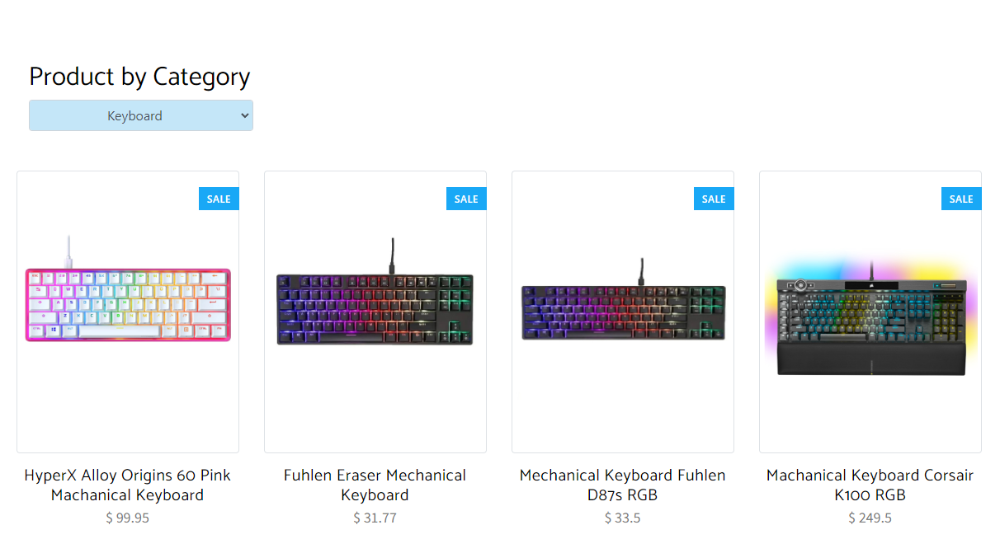 Product by Category
Keyboard
SALE
SALE
SALE
SALE
HyperX Alloy Origins 60 Pink
Machanical Keyboard
$ 99.95
Fuhlen Eraser Mechanical
Keyboard
$ 31.77
Mechanical Keyboard Fuhlen
D87s RGB
$ 33.5
Machanical Keyboard Corsair
K100 RGB
$ 249.5